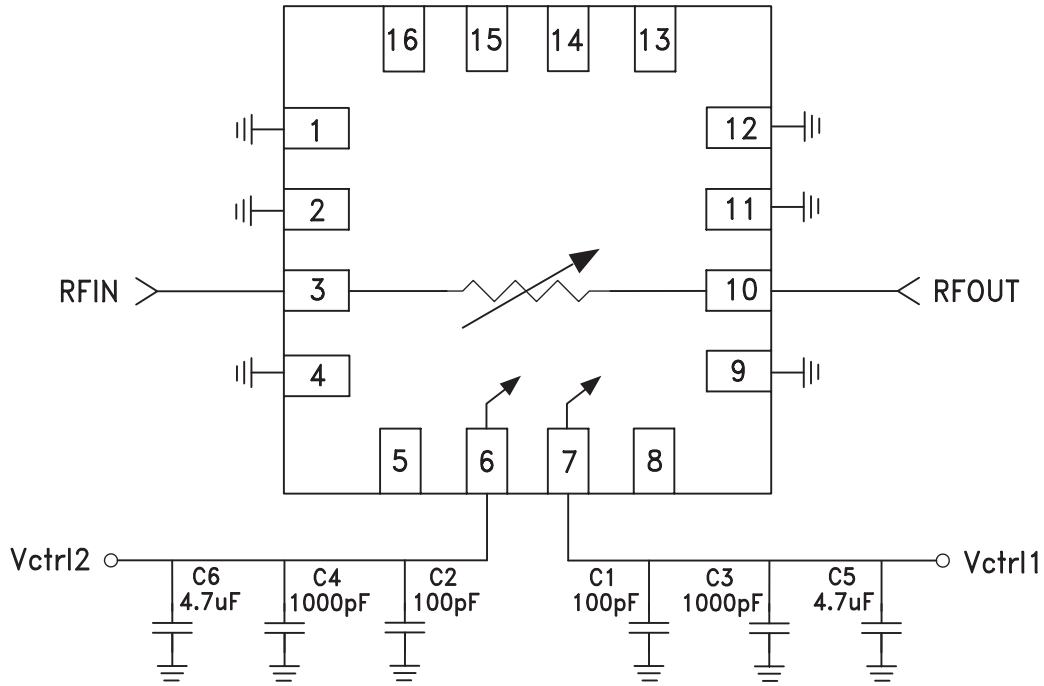 16 15 14 13
1 12
2 11
RFIN 3 10 RFOUT
4 9
5 6 7 8
Vctrl2 Vctrl1
C6 C4 C2 C1 C3 C5
4.7uF 1000pF 100pF 100pF 1000pF 4.7uF